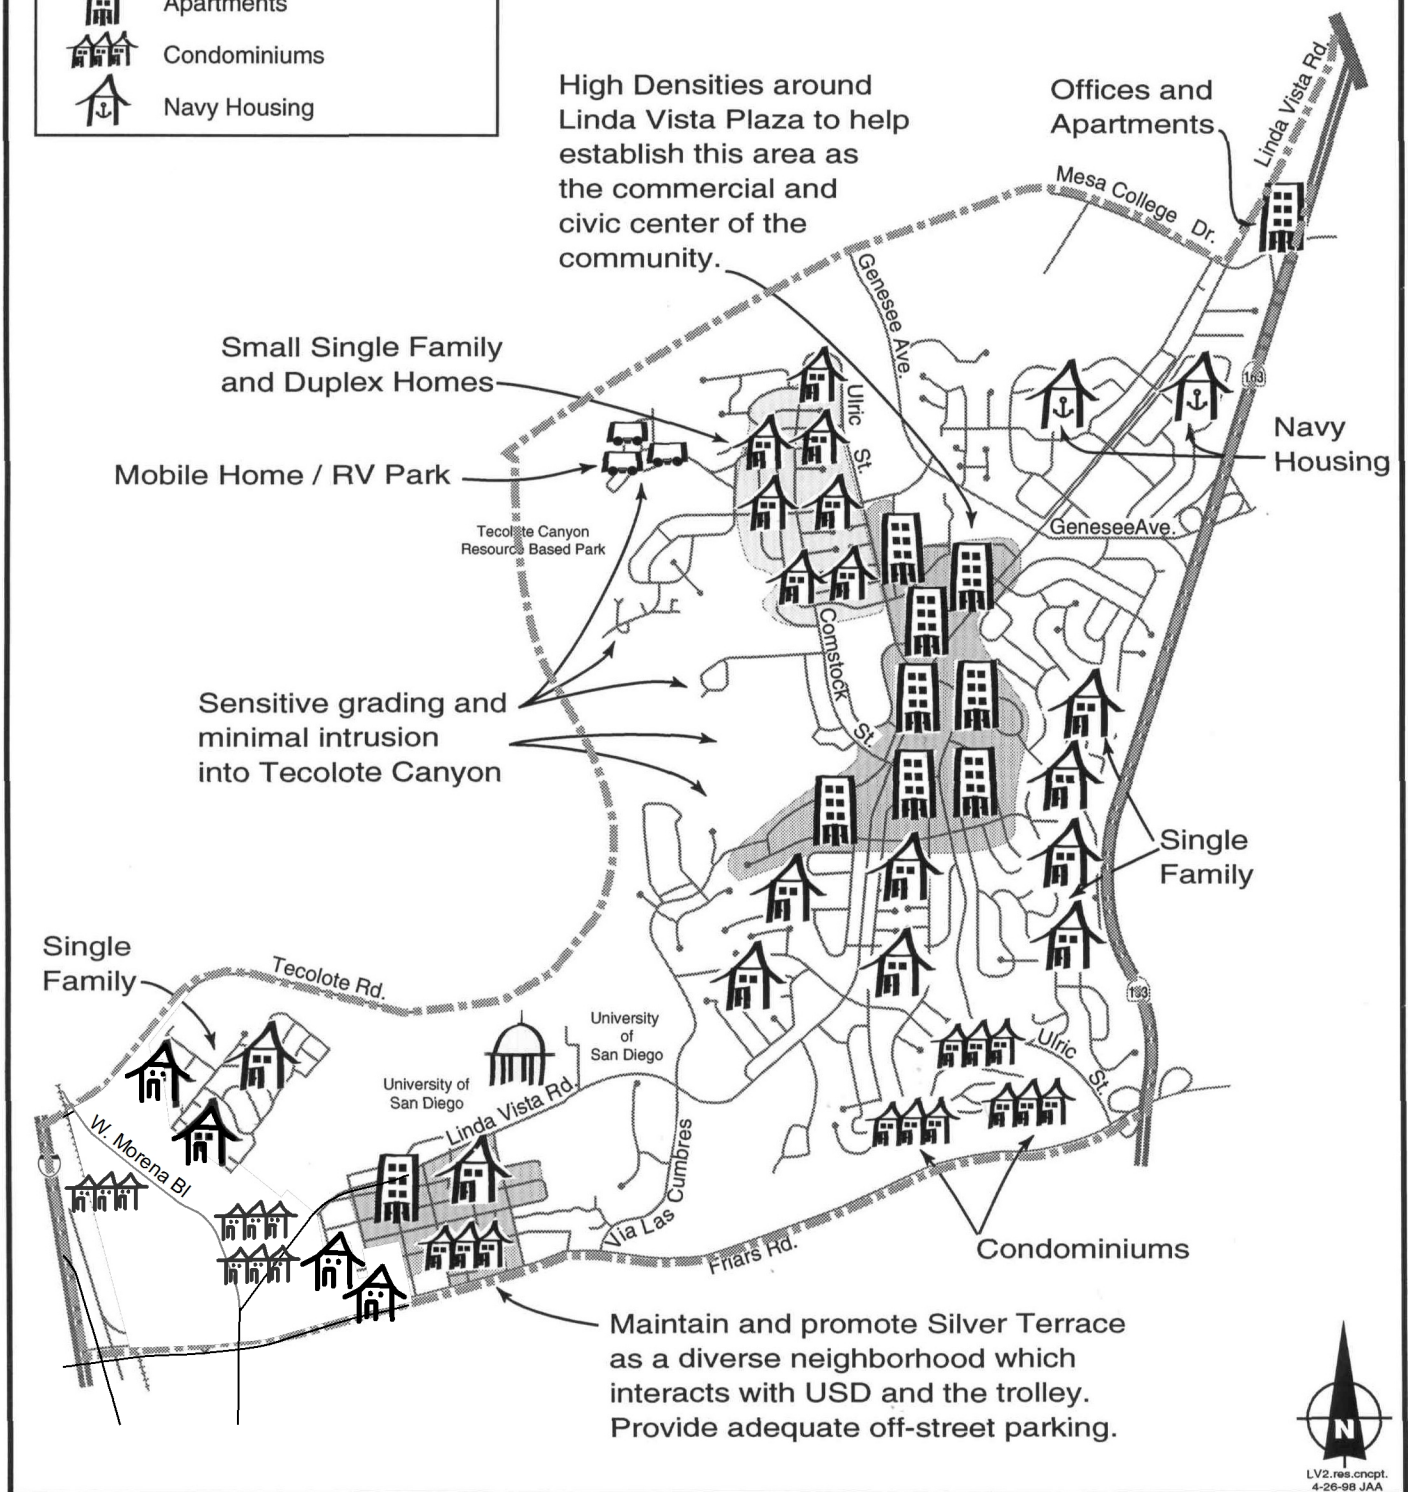 Apartments
Condominiums
Navy Housing
High Densities around
Linda Vista Plaza to help
establish this area as
the commercial and
civic center of the
community.
Offices and
Apartments
Linda Vista Rd.
Mesa College Dr.
Genesee Ave.
Small Single Family
and Duplex Homes
Ulric St.
163
Navy
Housing
Mobile Home / RV Park
Tecolote Canyon
Resource Based Park
GeneseeAve.
Comstock St.
Sensitive grading and
minimal intrusion
into Tecolote Canyon
Single
Family
Single
Family
Tecolote Rd.
163
University
of
San Diego
Ulric St.
University of
San Diego
Linda Vista Rd.
W. Morena Bl
Via Las Cumbres
Friars Rd.
Condominiums
Maintain and promote Silver Terrace
as a diverse neighborhood which
interacts with USD and the trolley.
Provide adequate off-street parking.
N
LV2.res.cncpt.
4-26-98 JAA